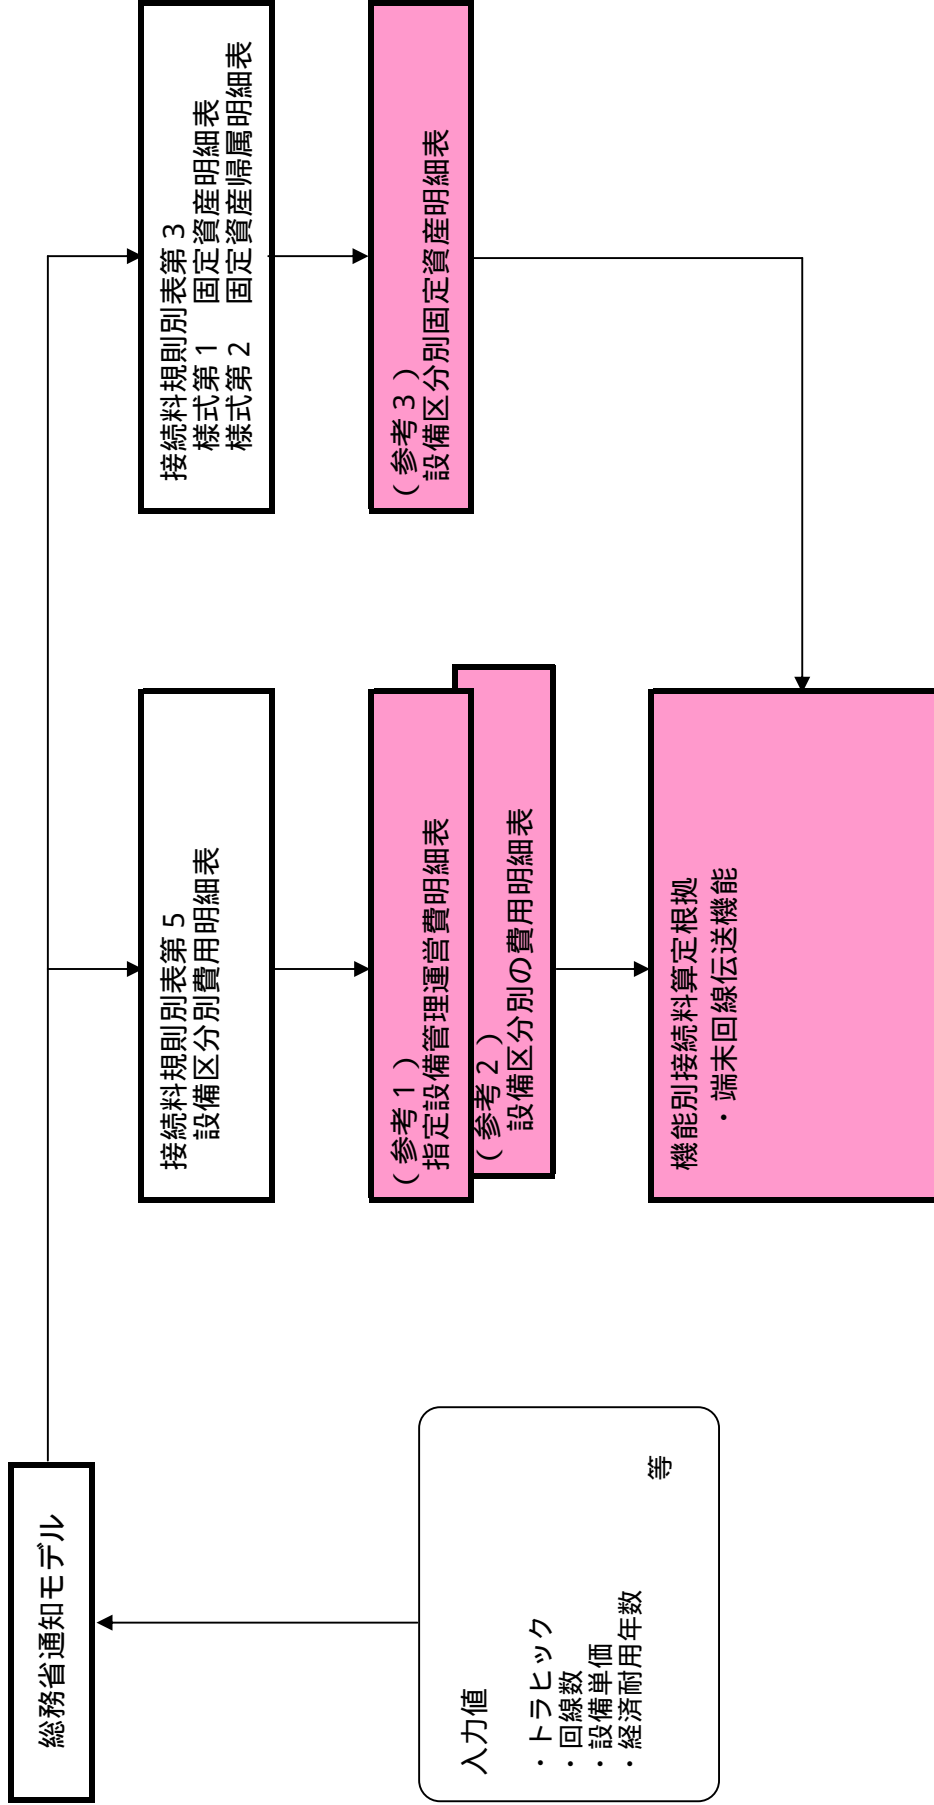 総務省通知モデル
入力値
・トラヒック
・回線数
・設備単価
・経済耐用年数
等
接続料規則別表第５
設備区分別費用明細表
（参考１）
指定設備管理運営費明細表
（参考２）
設備区分別の費用明細表
機能別接続料算定根拠
・端末回線伝送機能
接続料規則別表第３
様式第１　固定資産明細表
様式第２　固定資産帰属明細表
（参考３）
設備区分別固定資産明細表